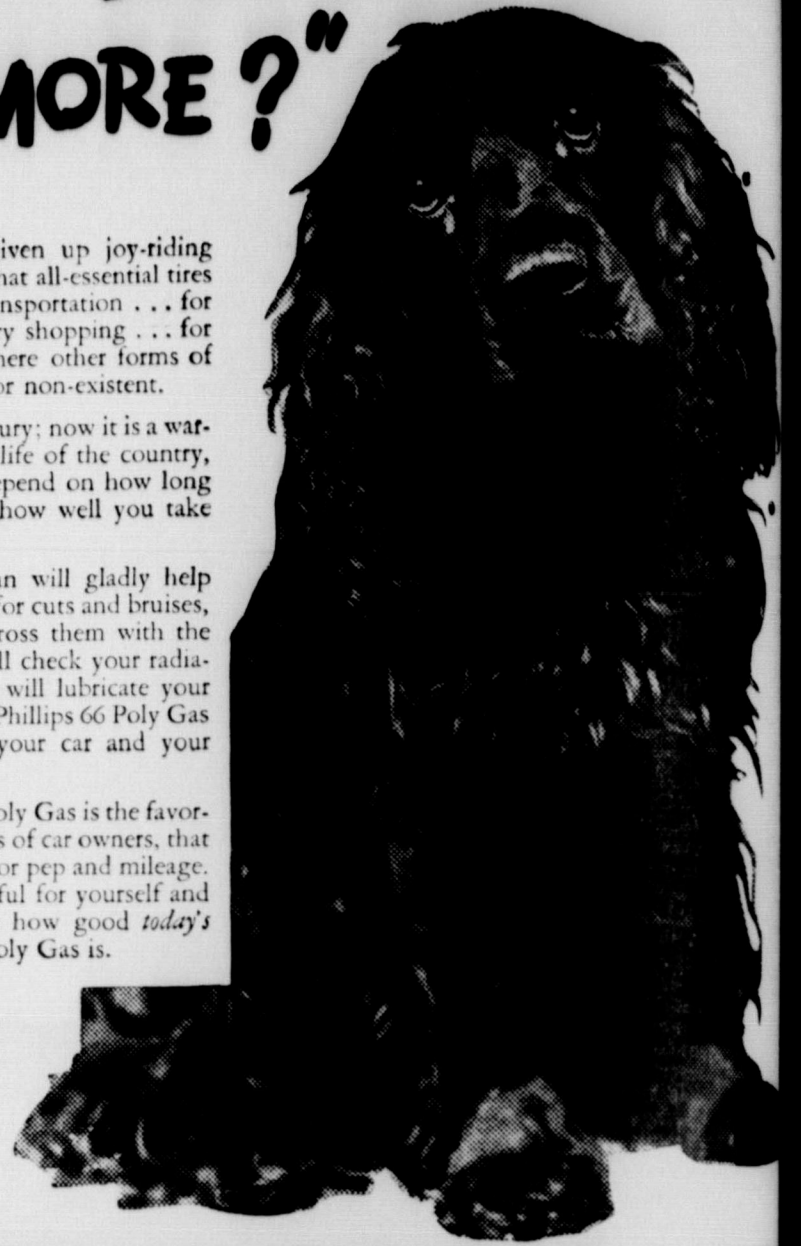 MORE ?"
iven up joy-riding
hat all-essential tires
nsportation . . . for
ry shopping . . . for
here other forms of
or non-existent.
ury; now it is a war-
life of the country,
pend on how long
how well you take
n will gladly help
for cuts and bruises,
ross them with the
ll check your radia-
will lubricate your
Phillips 66 Poly Gas
your car and your
oly Gas is the favor-
s of car owners, that
or pep and mileage.
ful for yourself and
how good today's
oly Gas is.